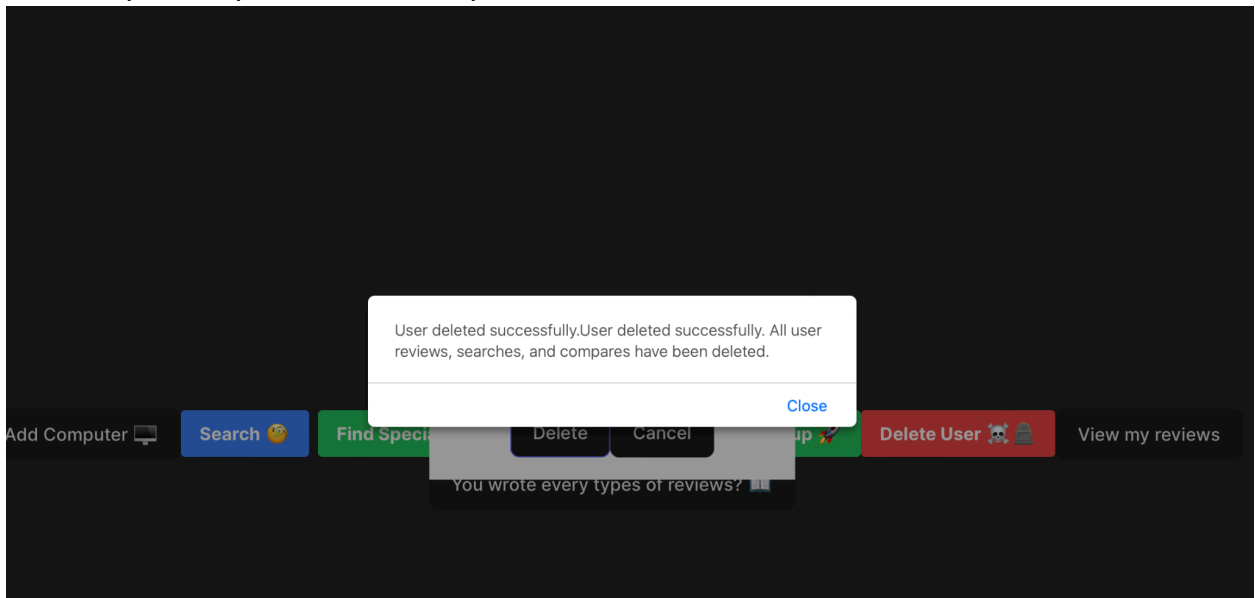 User deleted successfully.User deleted successfully. All user
reviews, searches, and compares have been deleted.
Close
Add Computer 🖥️ Search 🧐 Find Speci Delete Cancel up 🚀 Delete User ☠️🪦 View my reviews
You wrote every types of reviews? 📖